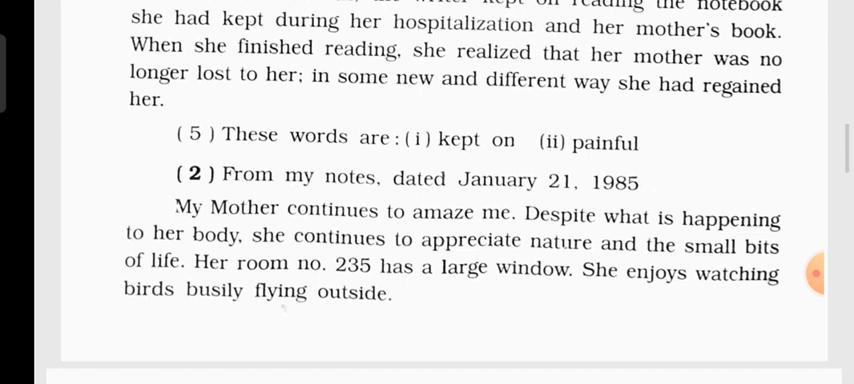 reading the notebook
she had kept during her hospitalization and her mother's book.
When she finished reading, she realized that her mother was no
longer lost to her; in some new and different way she had regained
her.
( 5 ) These words are : ( i ) kept on (ii) painful
( 2 ) From my notes, dated January 21, 1985
My Mother continues to amaze me. Despite what is happening
to her body, she continues to appreciate nature and the small bits
of life. Her room no. 235 has a large window. She enjoys watching
birds busily flying outside.